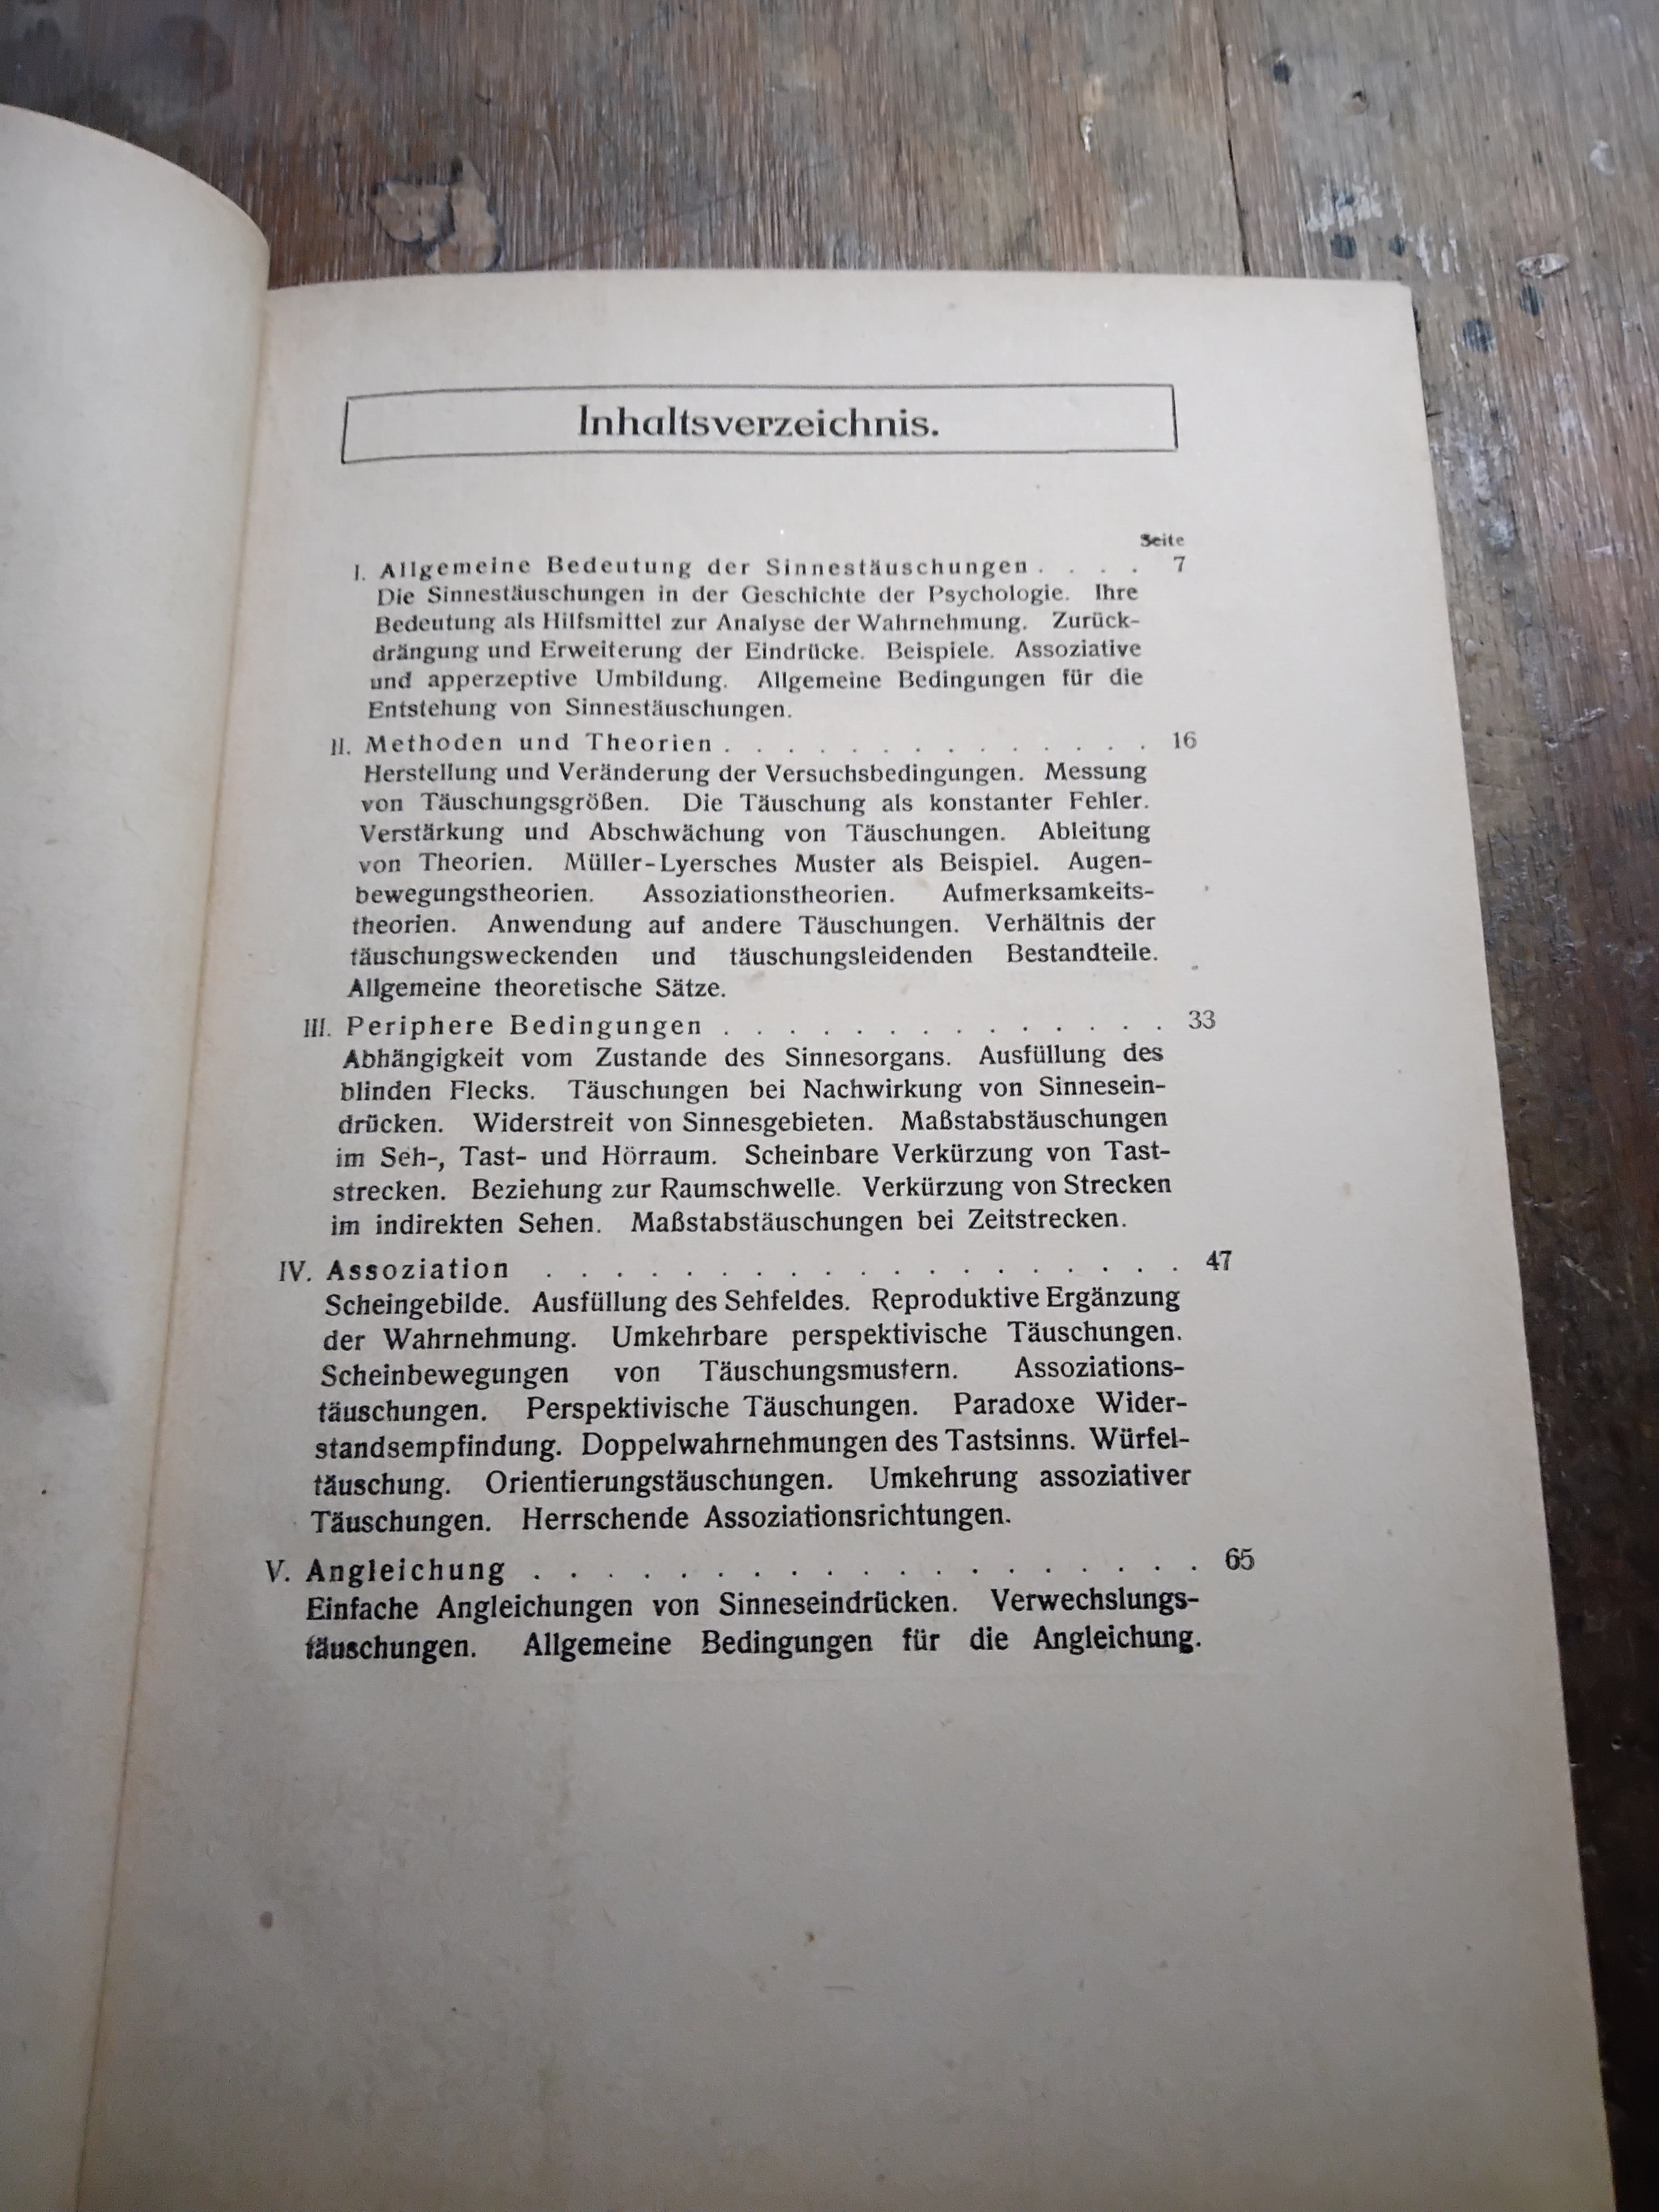 Inhaltsverzeichnis.
Seite
I. Allgemeine Bedeutung der Sinnestäuschungen . . . . 7
Die Sinnestäuschungen in der Geschichte der Psychologie. Ihre
Bedeutung als Hilfsmittel zur Analyse der Wahrnehmung. Zurück-
drängung und Erweiterung der Eindrücke. Beispiele. Assoziative
und apperzeptive Umbildung. Allgemeine Bedingungen für die
Entstehung von Sinnestäuschungen.
II. Methoden und Theorien . . . . . . . . . . . . . . 16
Herstellung und Veränderung der Versuchsbedingungen. Messung
von Täuschungsgrößen. Die Täuschung als konstanter Fehler.
Verstärkung und Abschwächung von Täuschungen. Ableitung
von Theorien. Müller-Lyersches Muster als Beispiel. Augen-
bewegungstheorien. Assoziationstheorien. Aufmerksamkeits-
theorien. Anwendung auf andere Täuschungen. Verhältnis der
täuschungsweckenden und täuschungsleidenden Bestandteile.
Allgemeine theoretische Sätze.
III. Periphere Bedingungen . . . . . . . . . . . . . . 33
Abhängigkeit vom Zustande des Sinnesorgans. Ausfüllung des
blinden Flecks. Täuschungen bei Nachwirkung von Sinnesein-
drücken. Widerstreit von Sinnesgebieten. Maßstabstäuschungen
im Seh-, Tast- und Hörraum. Scheinbare Verkürzung von Tast-
strecken. Beziehung zur Raumschwelle. Verkürzung von Strecken
im indirekten Sehen. Maßstabstäuschungen bei Zeitstrecken.
IV. Assoziation . . . . . . . . . . . . . . . . . . . 47
Scheingebilde. Ausfüllung des Sehfeldes. Reproduktive Ergänzung
der Wahrnehmung. Umkehrbare perspektivische Täuschungen.
Scheinbewegungen von Täuschungsmustern. Assoziations-
täuschungen. Perspektivische Täuschungen. Paradoxe Wider-
standsempfindung. Doppelwahrnehmungen des Tastsinns. Würfel-
täuschung. Orientierungstäuschungen. Umkehrung assoziativer
Täuschungen. Herrschende Assoziationsrichtungen.
V. Angleichung . . . . . . . . . . . . . . . . . . . 65
Einfache Angleichungen von Sinneseindrücken. Verwechslungs-
täuschungen. Allgemeine Bedingungen für die Angleichung.